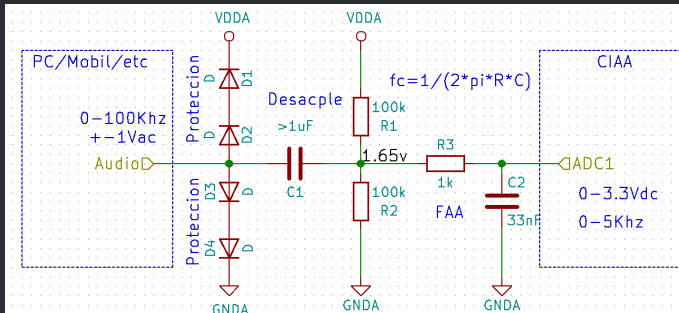 VDDA
VDDA
PC/Mobil/etc
0-100Khz
+-1Vac
Audio
Proteccion
D
D1
D
D2
Desacple
>1uF
C1
fc=1/(2*pi*R*C)
100k
R1
1.65v
R3
1k
FAA
C2
33nF
CIAA
ADC1
0-3.3Vdc
0-5Khz
Proteccion
D3
D
D4
D
100k
R2
GNDA
GNDA
GNDA